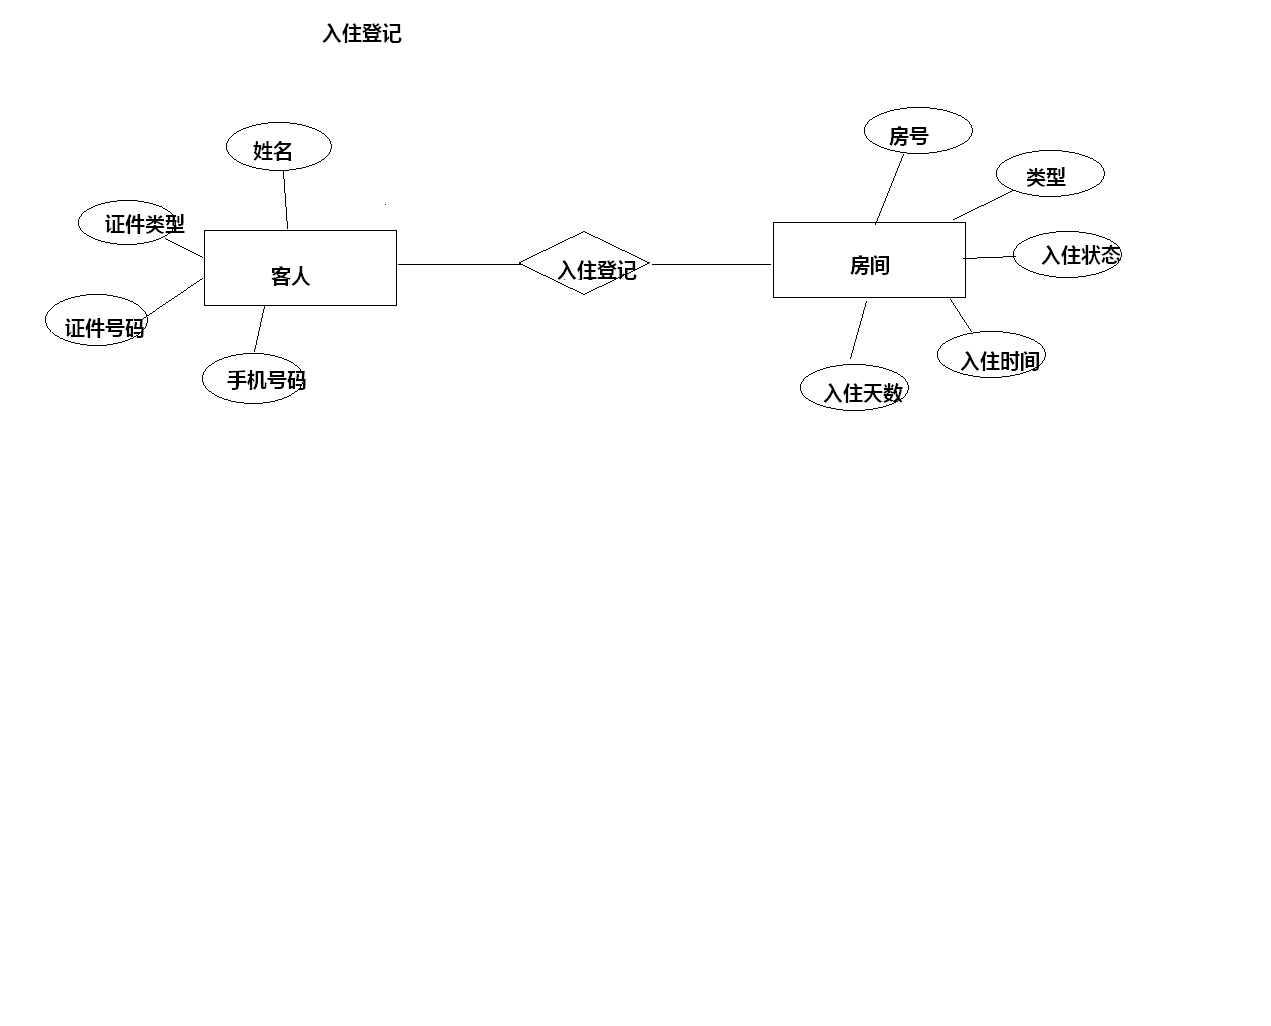 入住登记
姓名
证件类型
证件号码
客人
手机号码
入住登记
房号
类型
入住状态
房间
入住时间
入住天数